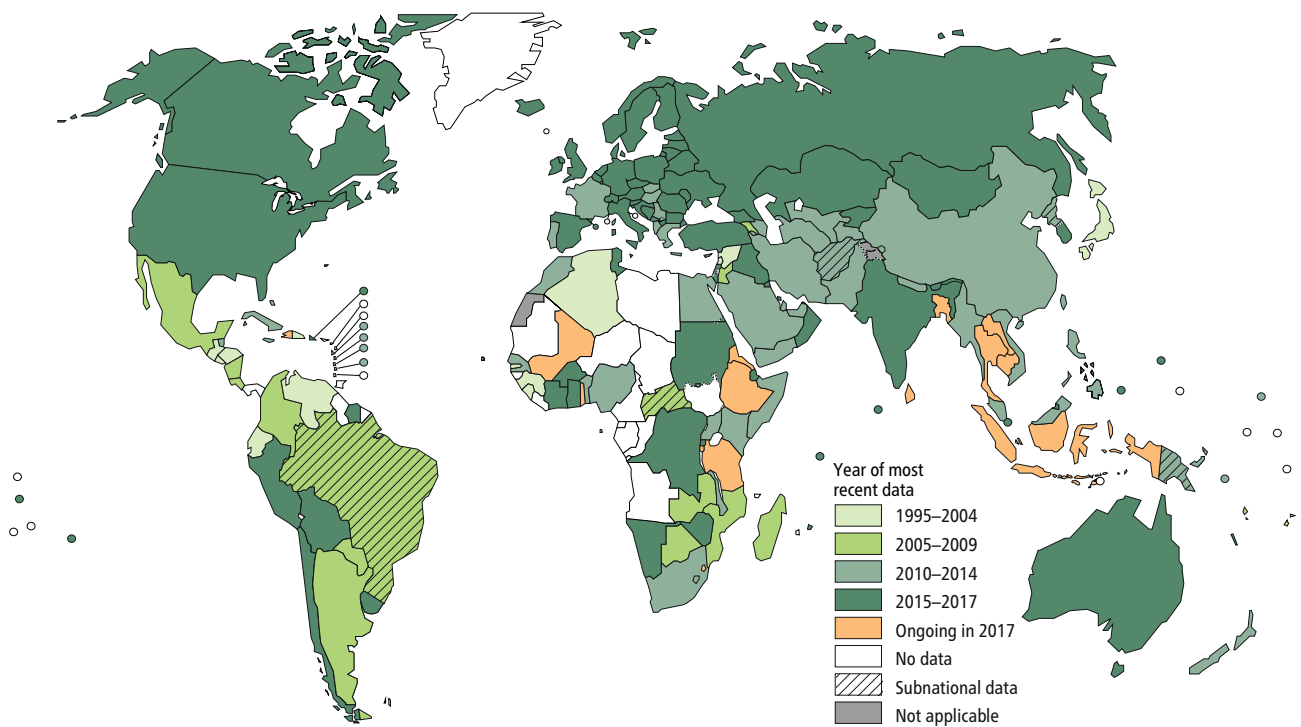 Year of most
recent data
1995–2004
2005–2009
2010–2014
2015–2017
Ongoing in 2017
No data
Subnational data
Not applicable